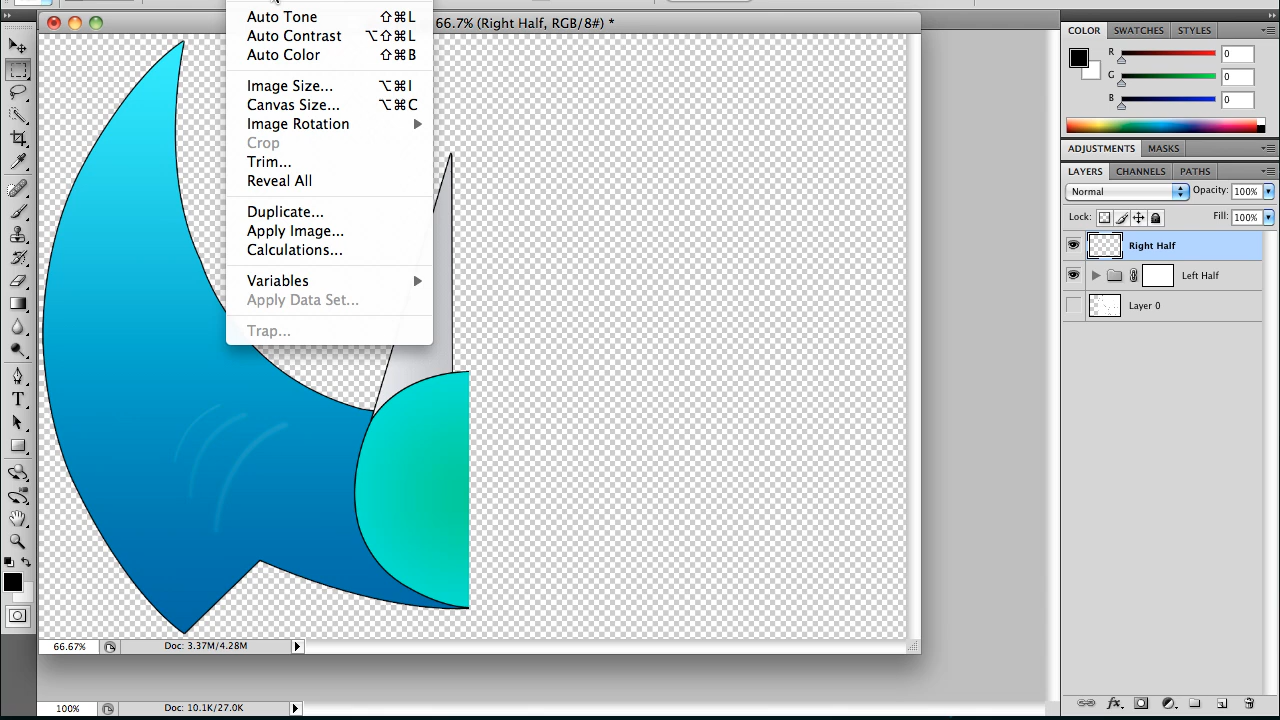 66.7% (Right Half, RGB/8#) *
Auto Tone ⇧⌘L
Auto Contrast ⌥⇧⌘L
Auto Color ⇧⌘B
Image Size... ⌥⌘I
Canvas Size... ⌥⌘C
Image Rotation
Crop
Trim...
Reveal All
Duplicate...
Apply Image...
Calculations...
Variables
Apply Data Set...
Trap...
66.67% Doc: 3.37M/4.28M
100% Doc: 10.1K/27.0K
COLOR SWATCHES STYLES
R 0
G 0
B 0
ADJUSTMENTS MASKS
LAYERS CHANNELS PATHS
Normal Opacity: 100%
Lock: Fill: 100%
Right Half
Left Half
Layer 0